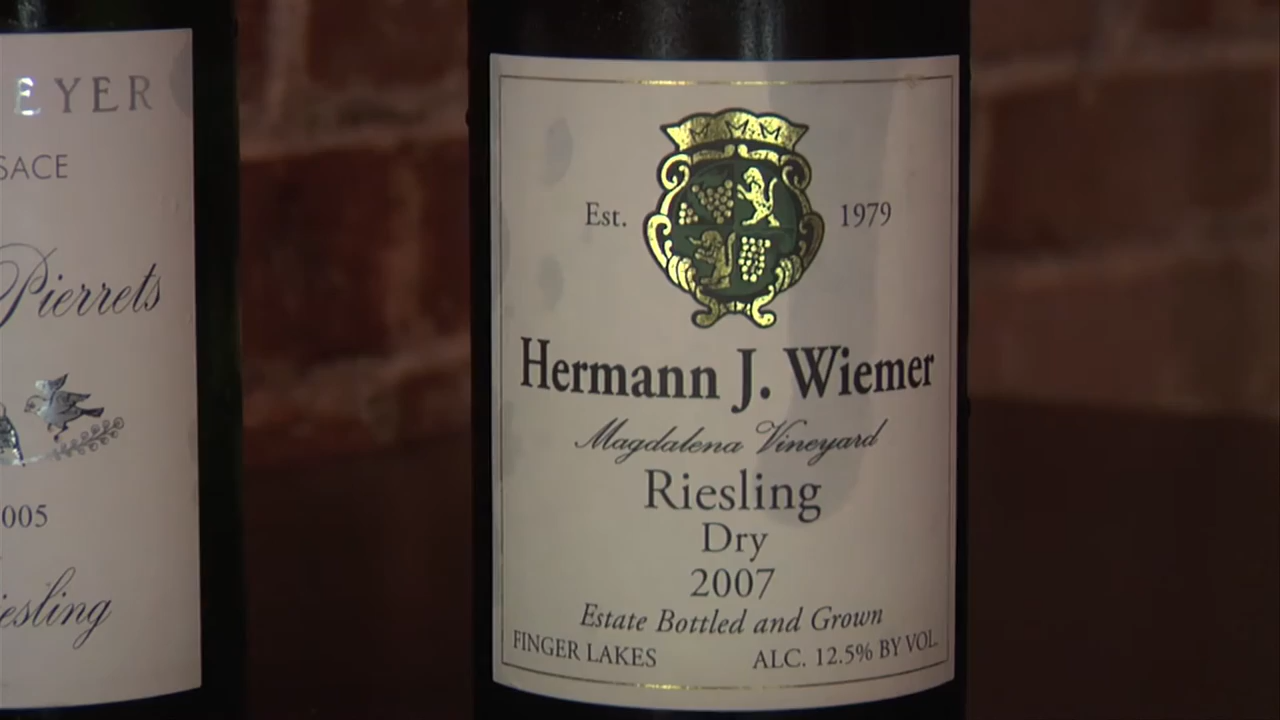 EYER
SACE
Pierrets
005
iesling
M M M
Est. 1979
Hermann J. Wiemer
Magdalena Vineyard
Riesling
Dry
2007
Estate Bottled and Grown
FINGER LAKES ALC. 12.5% BY VOL.